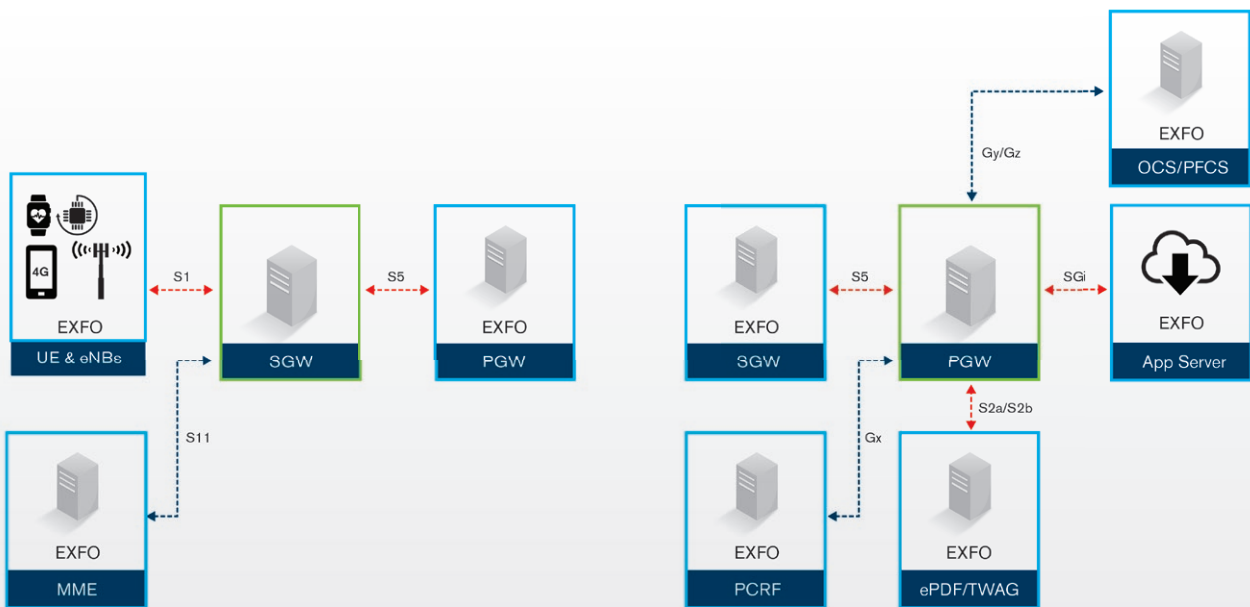 EXFO
OCS/PFCS
Gy/Gz
4G
EXFO
UE & eNBs
S1
SGW
S5
EXFO
PGW
S11
EXFO
MME
EXFO
SGW
S5
PGW
SGi
EXFO
App Server
S2a/S2b
Gx
EXFO
PCRF
EXFO
ePDF/TWAG